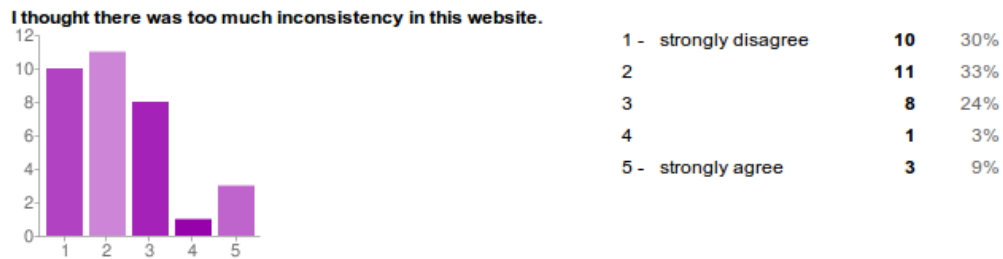 I thought there was too much inconsistency in this website.
12
10
8
6
4
2
0
1 2 3 4 5
1 - strongly disagree 10 30%
2 11 33%
3 8 24%
4 1 3%
5 - strongly agree 3 9%